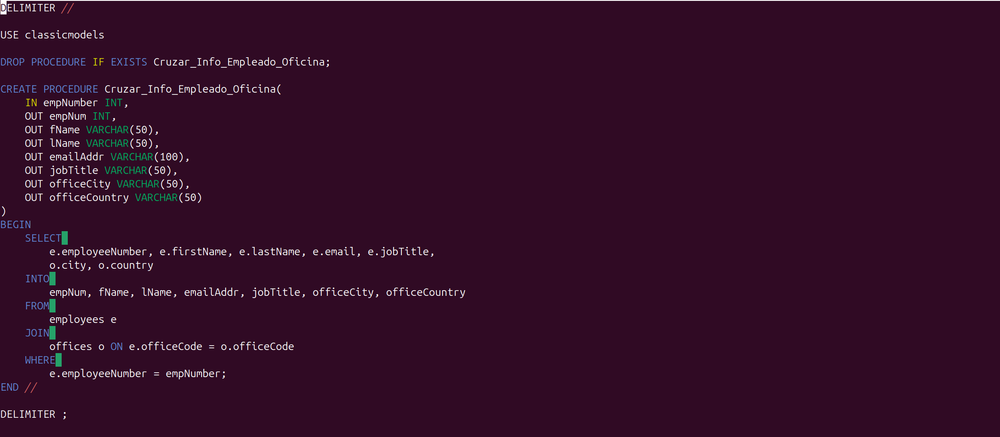 DELIMITER //
USE classicmodels
DROP PROCEDURE IF EXISTS Cruzar_Info_Empleado_Oficina;
CREATE PROCEDURE Cruzar_Info_Empleado_Oficina(
    IN empNumber INT,
    OUT empNum INT,
    OUT fName VARCHAR(50),
    OUT lName VARCHAR(50),
    OUT emailAddr VARCHAR(100),
    OUT jobTitle VARCHAR(50),
    OUT officeCity VARCHAR(50),
    OUT officeCountry VARCHAR(50)
)
BEGIN
    SELECT
        e.employeeNumber, e.firstName, e.lastName, e.email, e.jobTitle,
        o.city, o.country
    INTO
        empNum, fName, lName, emailAddr, jobTitle, officeCity, officeCountry
    FROM
        employees e
    JOIN
        offices o ON e.officeCode = o.officeCode
    WHERE
        e.employeeNumber = empNumber;
END //
DELIMITER ;